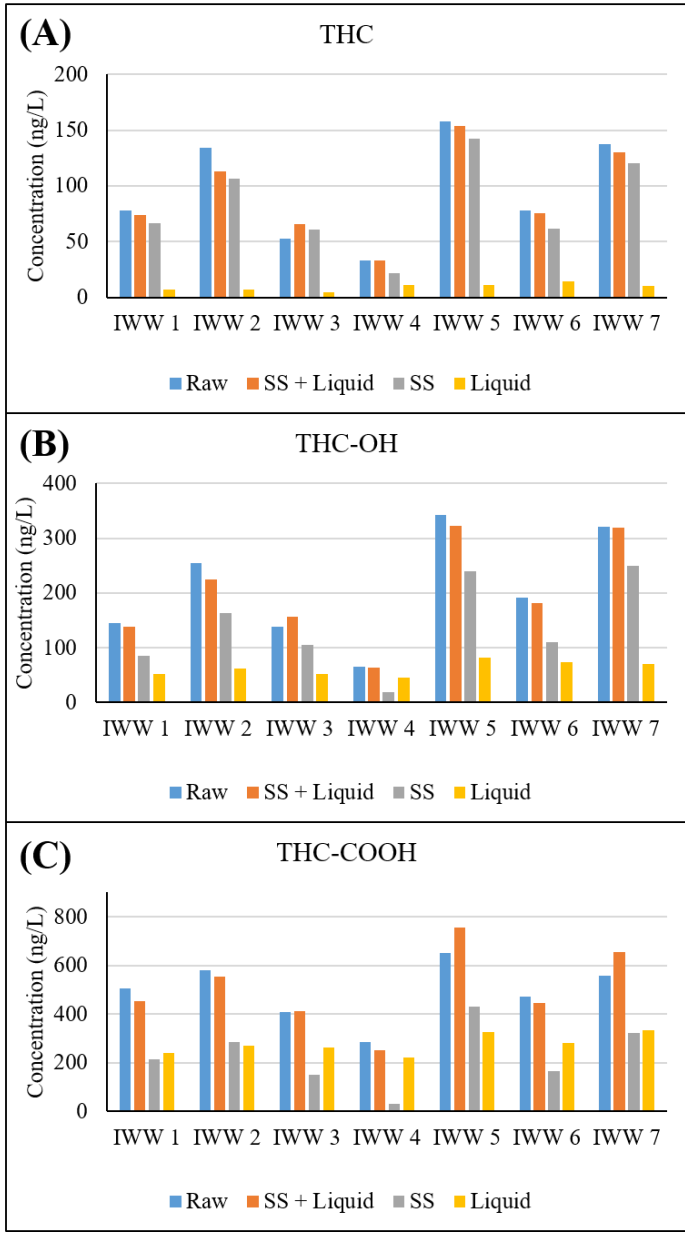 (A)
THC
Concentration (ng/L)
200
150
100
50
0
IWW 1 IWW 2 IWW 3 IWW 4 IWW 5 IWW 6 IWW 7
Raw SS + Liquid SS Liquid
(B)
THC-OH
Concentration (ng/L)
400
300
200
100
0
IWW 1 IWW 2 IWW 3 IWW 4 IWW 5 IWW 6 IWW 7
Raw SS + Liquid SS Liquid
(C)
THC-COOH
Concentration (ng/L)
800
600
400
200
0
IWW 1 IWW 2 IWW 3 IWW 4 IWW 5 IWW 6 IWW 7
Raw SS + Liquid SS Liquid